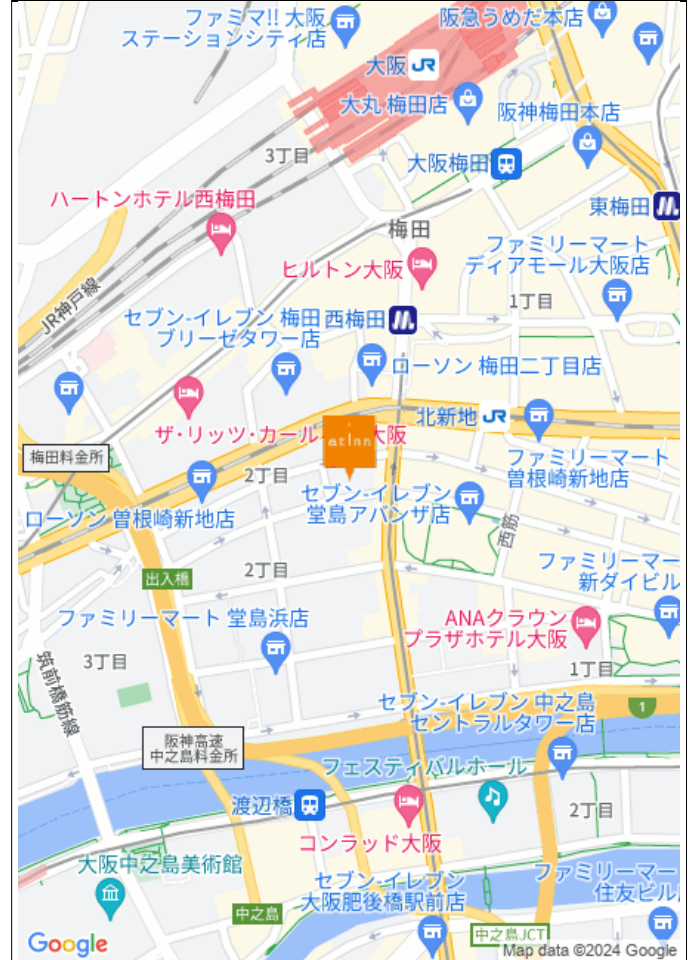 ファミマ!! 大阪
ステーションシティ店
阪急うめだ本店
大阪 JR
大丸 梅田店
阪神梅田本店
3丁目
大阪梅田
ハートンホテル西梅田
東梅田
梅田
ファミリーマート
ディアモール大阪店
ヒルトン大阪
1丁目
JR神戸線
セブン-イレブン 梅田
ブリーゼタワー店
西梅田
ローソン 梅田二丁目店
北新地 JR
ザ・リッツ・カール
大阪
at inn
梅田料金所
ファミリーマート
曽根崎新地店
2丁目
セブン-イレブン
堂島アバンザ店
ローソン 曽根崎新地店
西筋
2丁目
出入橋
ファミリーマー
新ダイビル
ファミリーマート 堂島浜店
ANAクラウン
プラザホテル大阪
3丁目
筑前橋筋線
1丁目
セブン-イレブン 中之島
セントラルタワー店
1
阪神高速
中之島料金所
フェスティバルホール
渡辺橋
2丁目
コンラッド大阪
大阪中之島美術館
セブン-イレブン
大阪肥後橋駅前店
ファミリーマー
住友ビル
中之島
中之島JCT
Google
Map data ©2024 Google